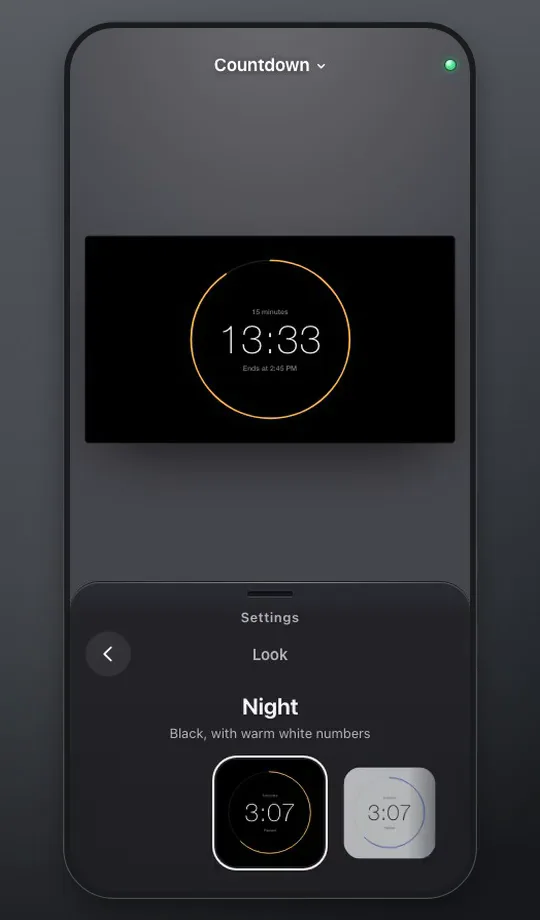 Countdown
15 minutes
13:33
Ends at 2:45 PM
Settings
Look
Night
Black, with warm white numbers
3:07
3:07